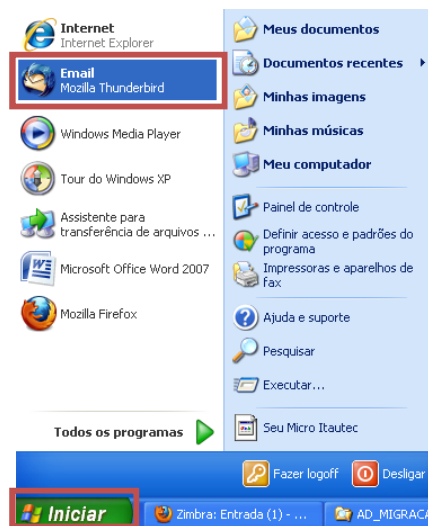 Internet
Internet Explorer
Email
Mozilla Thunderbird
Windows Media Player
Tour do Windows XP
Assistente para
transferência de arquivos ...
Microsoft Office Word 2007
Mozilla Firefox
Todos os programas
Meus documentos
Documentos recentes
Minhas imagens
Minhas músicas
Meu computador
Painel de controle
Definir acesso e padrões do
programa
Impressoras e aparelhos de
fax
Ajuda e suporte
Pesquisar
Executar...
Seu Micro Itautec
Fazer logoff
Desligar
Iniciar
Zimbra: Entrada (1) - ...
AD_MIGRACA